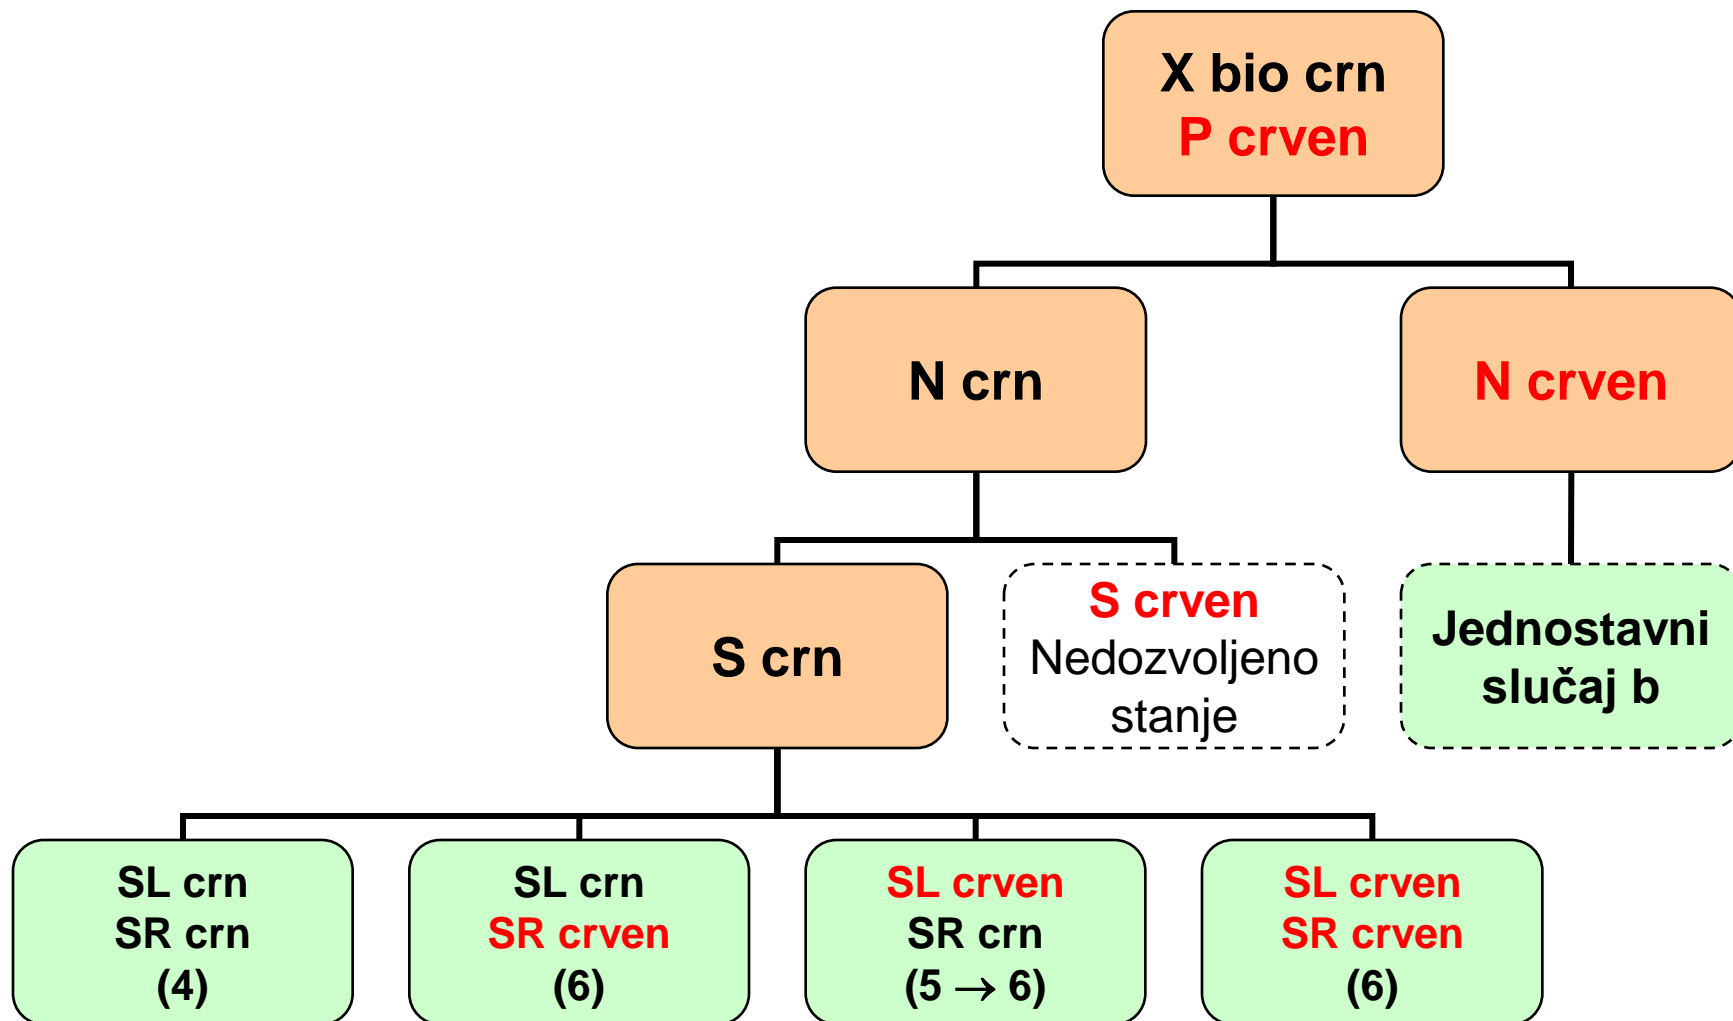 X bio crn
P crven
N crn
N crven
S crn
S crven
Nedozvoljeno
stanje
Jednostavni
slučaj b
SL crn
SR crn
(4)
SL crn
SR crven
(6)
SL crven
SR crn
(5 → 6)
SL crven
SR crven
(6)